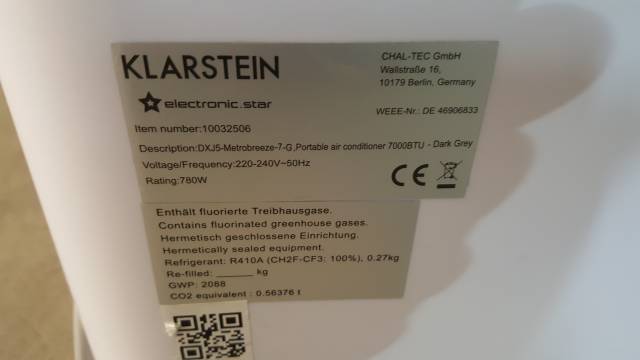 KLARSTEIN
electronic.star
CHAL-TEC GmbH
Wallstraße 16,
10179 Berlin, Germany
WEEE-Nr.: DE 46906833
Item number:10032506
Description:DXJ5-Metrobreeze-7-G ,Portable air conditioner 7000BTU - Dark Grey
Voltage/Frequency:220-240V~50Hz
Rating:780W
CE
Enthält fluorierte Treibhausgase.
Contains fluorinated greenhouse gases.
Hermetisch geschlossene Einrichtung.
Hermetically sealed equipment.
Refrigerant: R410A (CH2F-CF3: 100%), 0.27kg
Re-filled: ______ kg
GWP: 2088
CO2 equivalent : 0.56376 t